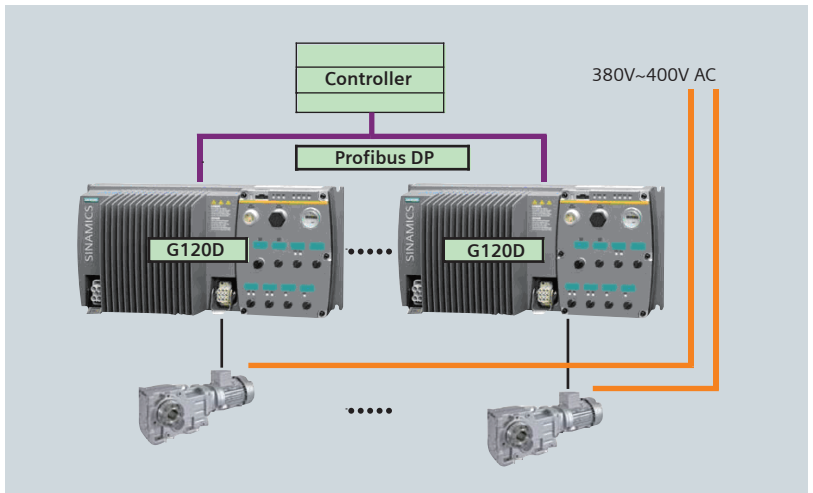 Controller
380V~400V AC
Profibus DP
SINAMICS
G120D
SINAMICS
G120D